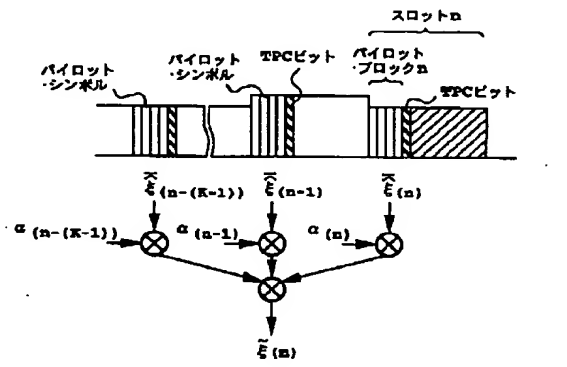 スロットn
パイロット
・シンボル
パイロット
・シンボル
TPCビット
パイロット
・ブロックn
TPCビット
ξ̄(n-(K-1))
ξ̄(n-1)
ξ̄(n)
α(n-(K-1))
α(n-1)
α(n)
ξ̃(n)